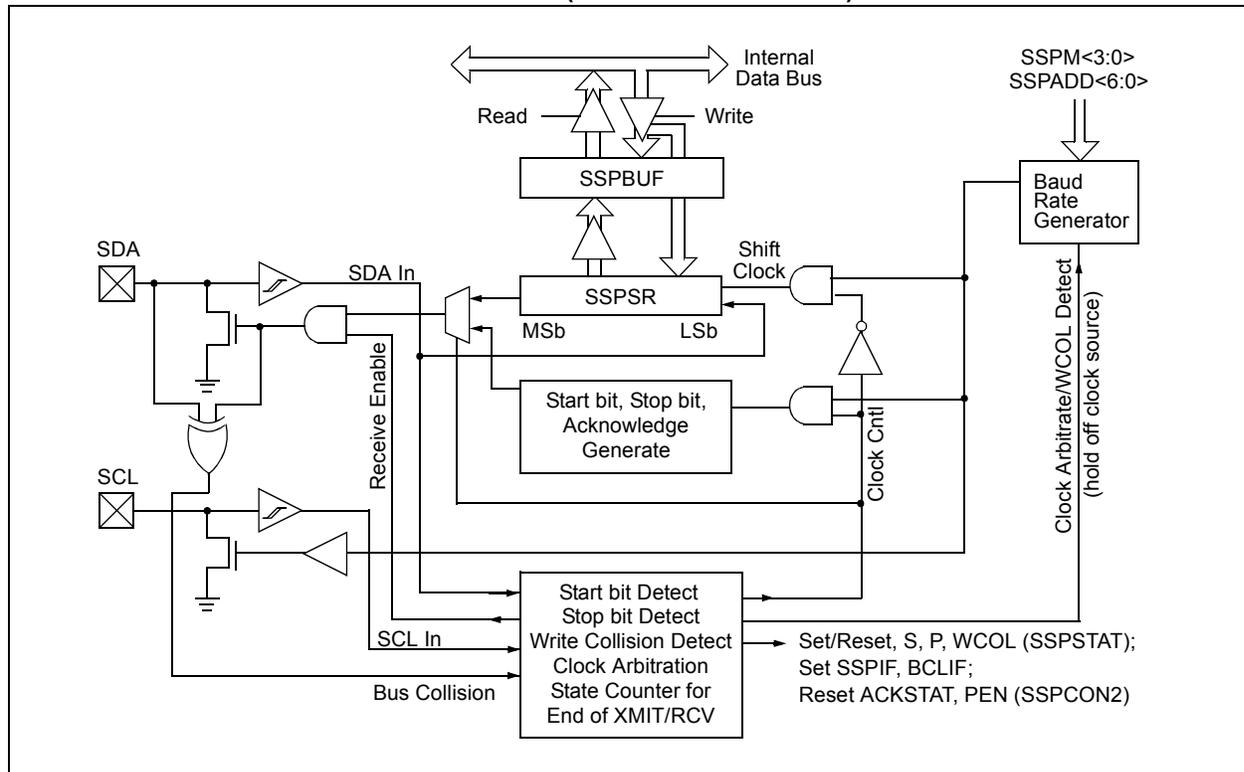 Internal
Data Bus
SSPM<3:0>
SSPADD<6:0>
Read
Write
SSPBUF
Baud
Rate
Generator
SDA
SDA In
Shift
Clock
SSPSR
MSb
LSb
Start bit, Stop bit,
Acknowledge
Generate
Receive Enable
Clock Cntl
Clock Arbitrate/WCOL Detect
(hold off clock source)
SCL
SCL In
Bus Collision
Start bit Detect
Stop bit Detect
Write Collision Detect
Clock Arbitration
State Counter for
End of XMIT/RCV
Set/Reset, S, P, WCOL (SSPSTAT);
Set SSPIF, BCLIF;
Reset ACKSTAT, PEN (SSPCON2)